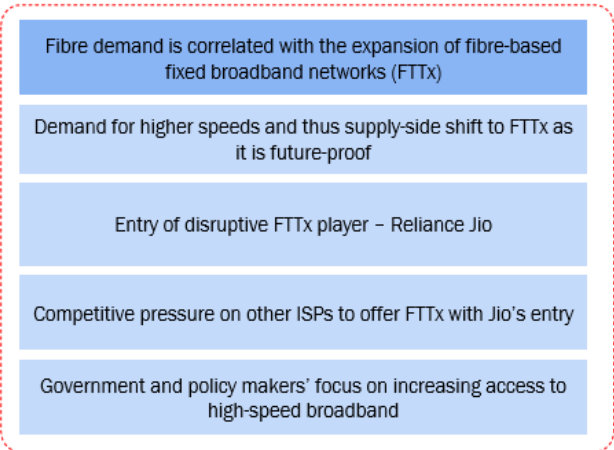 Fibre demand is correlated with the expansion of fibre-based
fixed broadband networks (FTTx)
Demand for higher speeds and thus supply-side shift to FTTx as
it is future-proof
Entry of disruptive FTTx player – Reliance Jio
Competitive pressure on other ISPs to offer FTTx with Jio's entry
Government and policy makers' focus on increasing access to
high-speed broadband